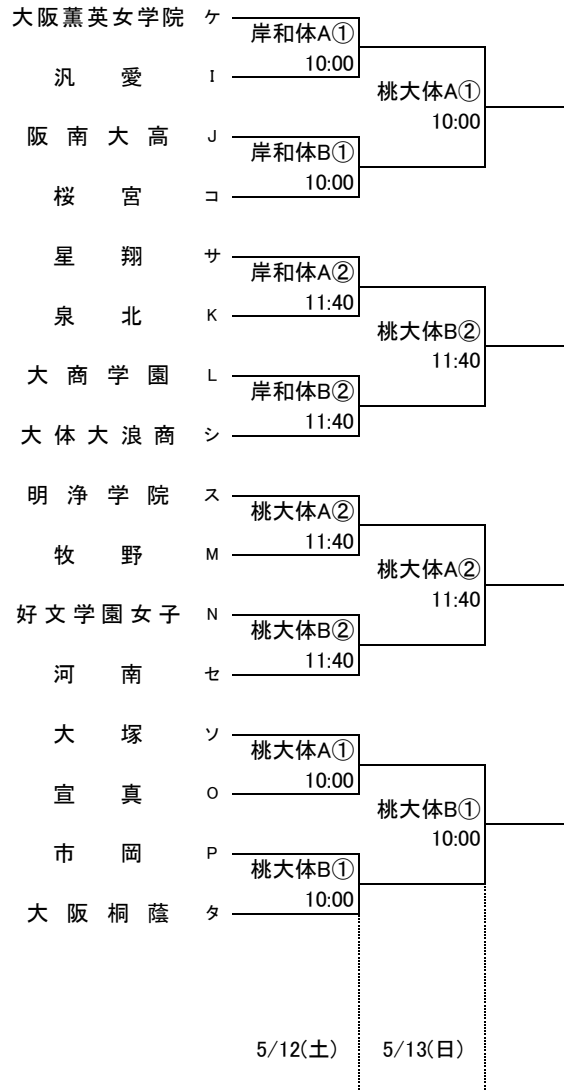 大阪薫英女学院 ケ
岸和体A①
10:00
汎愛 I
桃大体A①
10:00
阪南大高 J
岸和体B①
10:00
桜宮 コ
星翔 サ
岸和体A②
11:40
泉北 K
桃大体B②
11:40
大商学園 L
岸和体B②
11:40
大体大浪商 シ
明浄学院 ス
桃大体A②
11:40
牧野 M
桃大体A②
11:40
好文学園女子 N
桃大体B②
11:40
河南 セ
大塚 ソ
桃大体A①
10:00
宣真 O
桃大体B①
10:00
市岡 P
桃大体B①
10:00
大阪桐蔭 タ
5/12(土) 5/13(日)